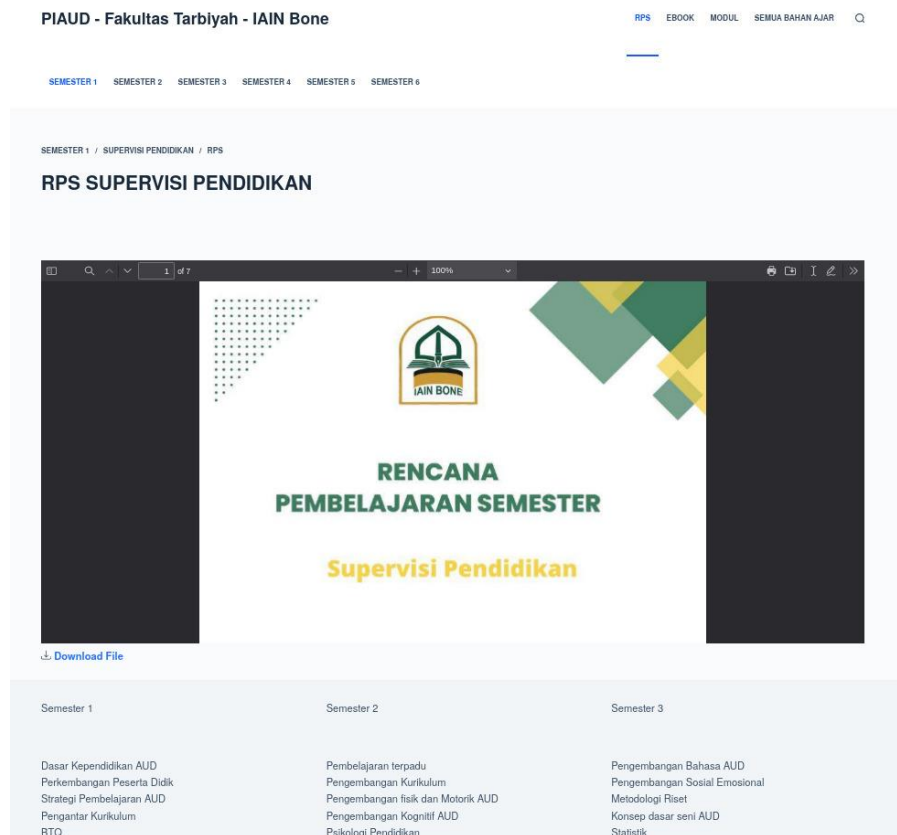 PIAUD - Fakultas Tarbiyah - IAIN Bone
RPS EBOOK MODUL SEMUA BAHAN AJAR
SEMESTER 1 SEMESTER 2 SEMESTER 3 SEMESTER 4 SEMESTER 5 SEMESTER 6
SEMESTER 1 / SUPERVISI PENDIDIKAN / RPS
RPS SUPERVISI PENDIDIKAN
1 of 7
100%
IAIN BONE
RENCANA
PEMBELAJARAN SEMESTER
Supervisi Pendidikan
Download File
Semester 1
Dasar Kependidikan AUD
Perkembangan Peserta Didik
Strategi Pembelajaran AUD
Pengantar Kurikulum
BTQ
Semester 2
Pembelajaran terpadu
Pengembangan Kurikulum
Pengembangan fisik dan Motorik AUD
Pengembangan Kognitif AUD
Psikologi Pendidikan
Semester 3
Pengembangan Bahasa AUD
Pengembangan Sosial Emosional
Metodologi Riset
Konsep dasar seni AUD
Statistik